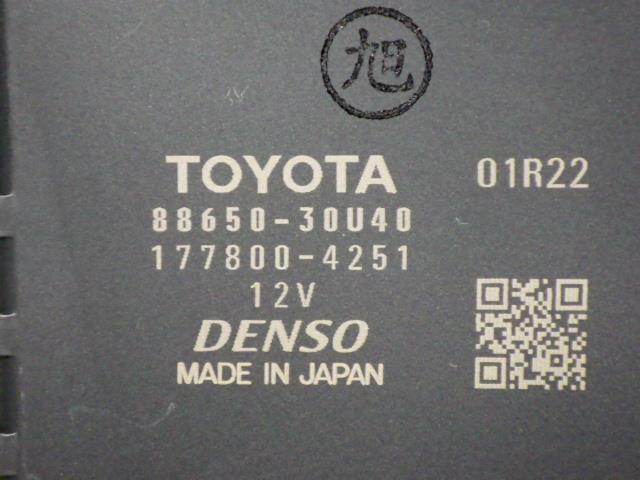 旭
TOYOTA 01R22
88650-30U40
177800-4251
12V
DENSO
MADE IN JAPAN